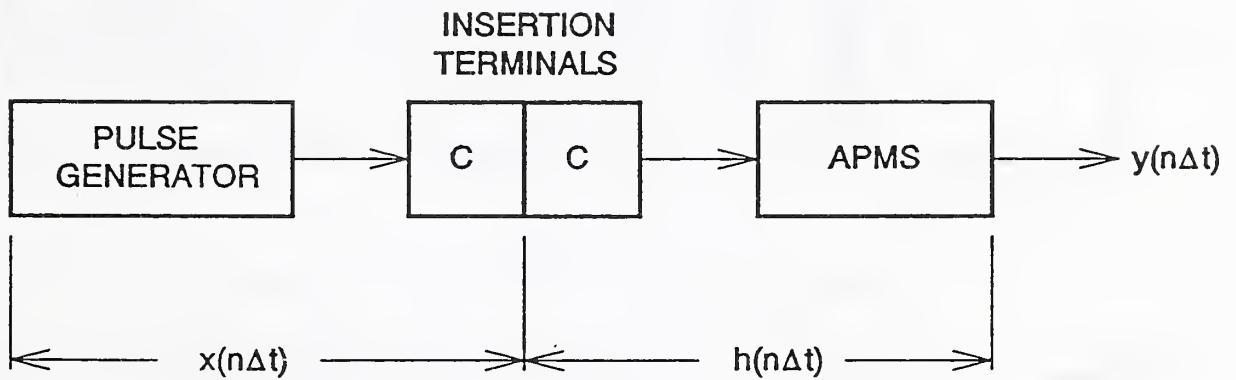 INSERTION
TERMINALS
PULSE
GENERATOR
C
C
APMS
y(nΔt)
x(nΔt)
h(nΔt)